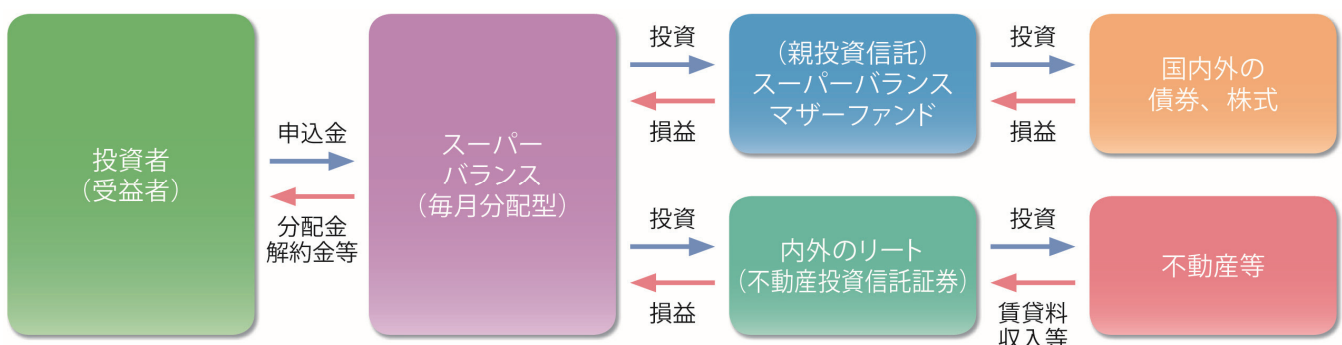 投資者
（受益者）
申込金
分配金
解約金等
スーパー
バランス
（毎月分配型）
投資
損益
（親投資信託）
スーパーバランス
マザーファンド
投資
損益
国内外の
債券、株式
投資
損益
内外のリート
（不動産投資信託証券）
投資
賃貸料
収入等
不動産等